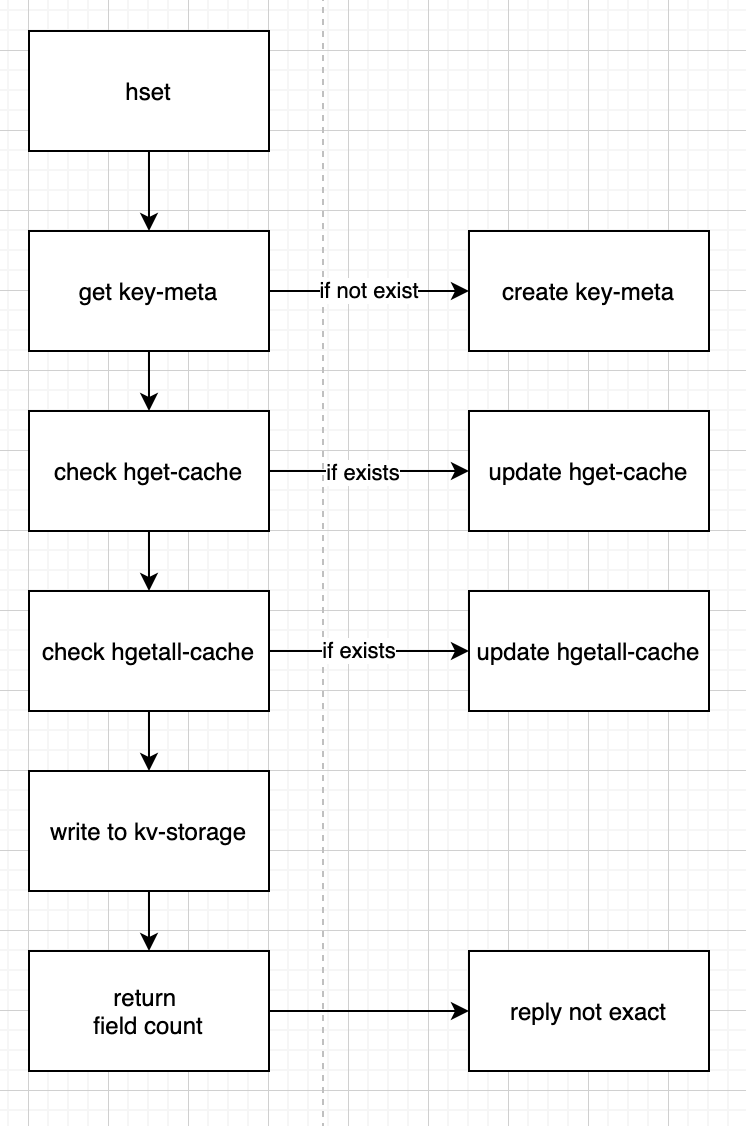 hset
get key-meta
if not exist
create key-meta
check hget-cache
if exists
update hget-cache
check hgetall-cache
if exists
update hgetall-cache
write to kv-storage
return
field count
reply not exact